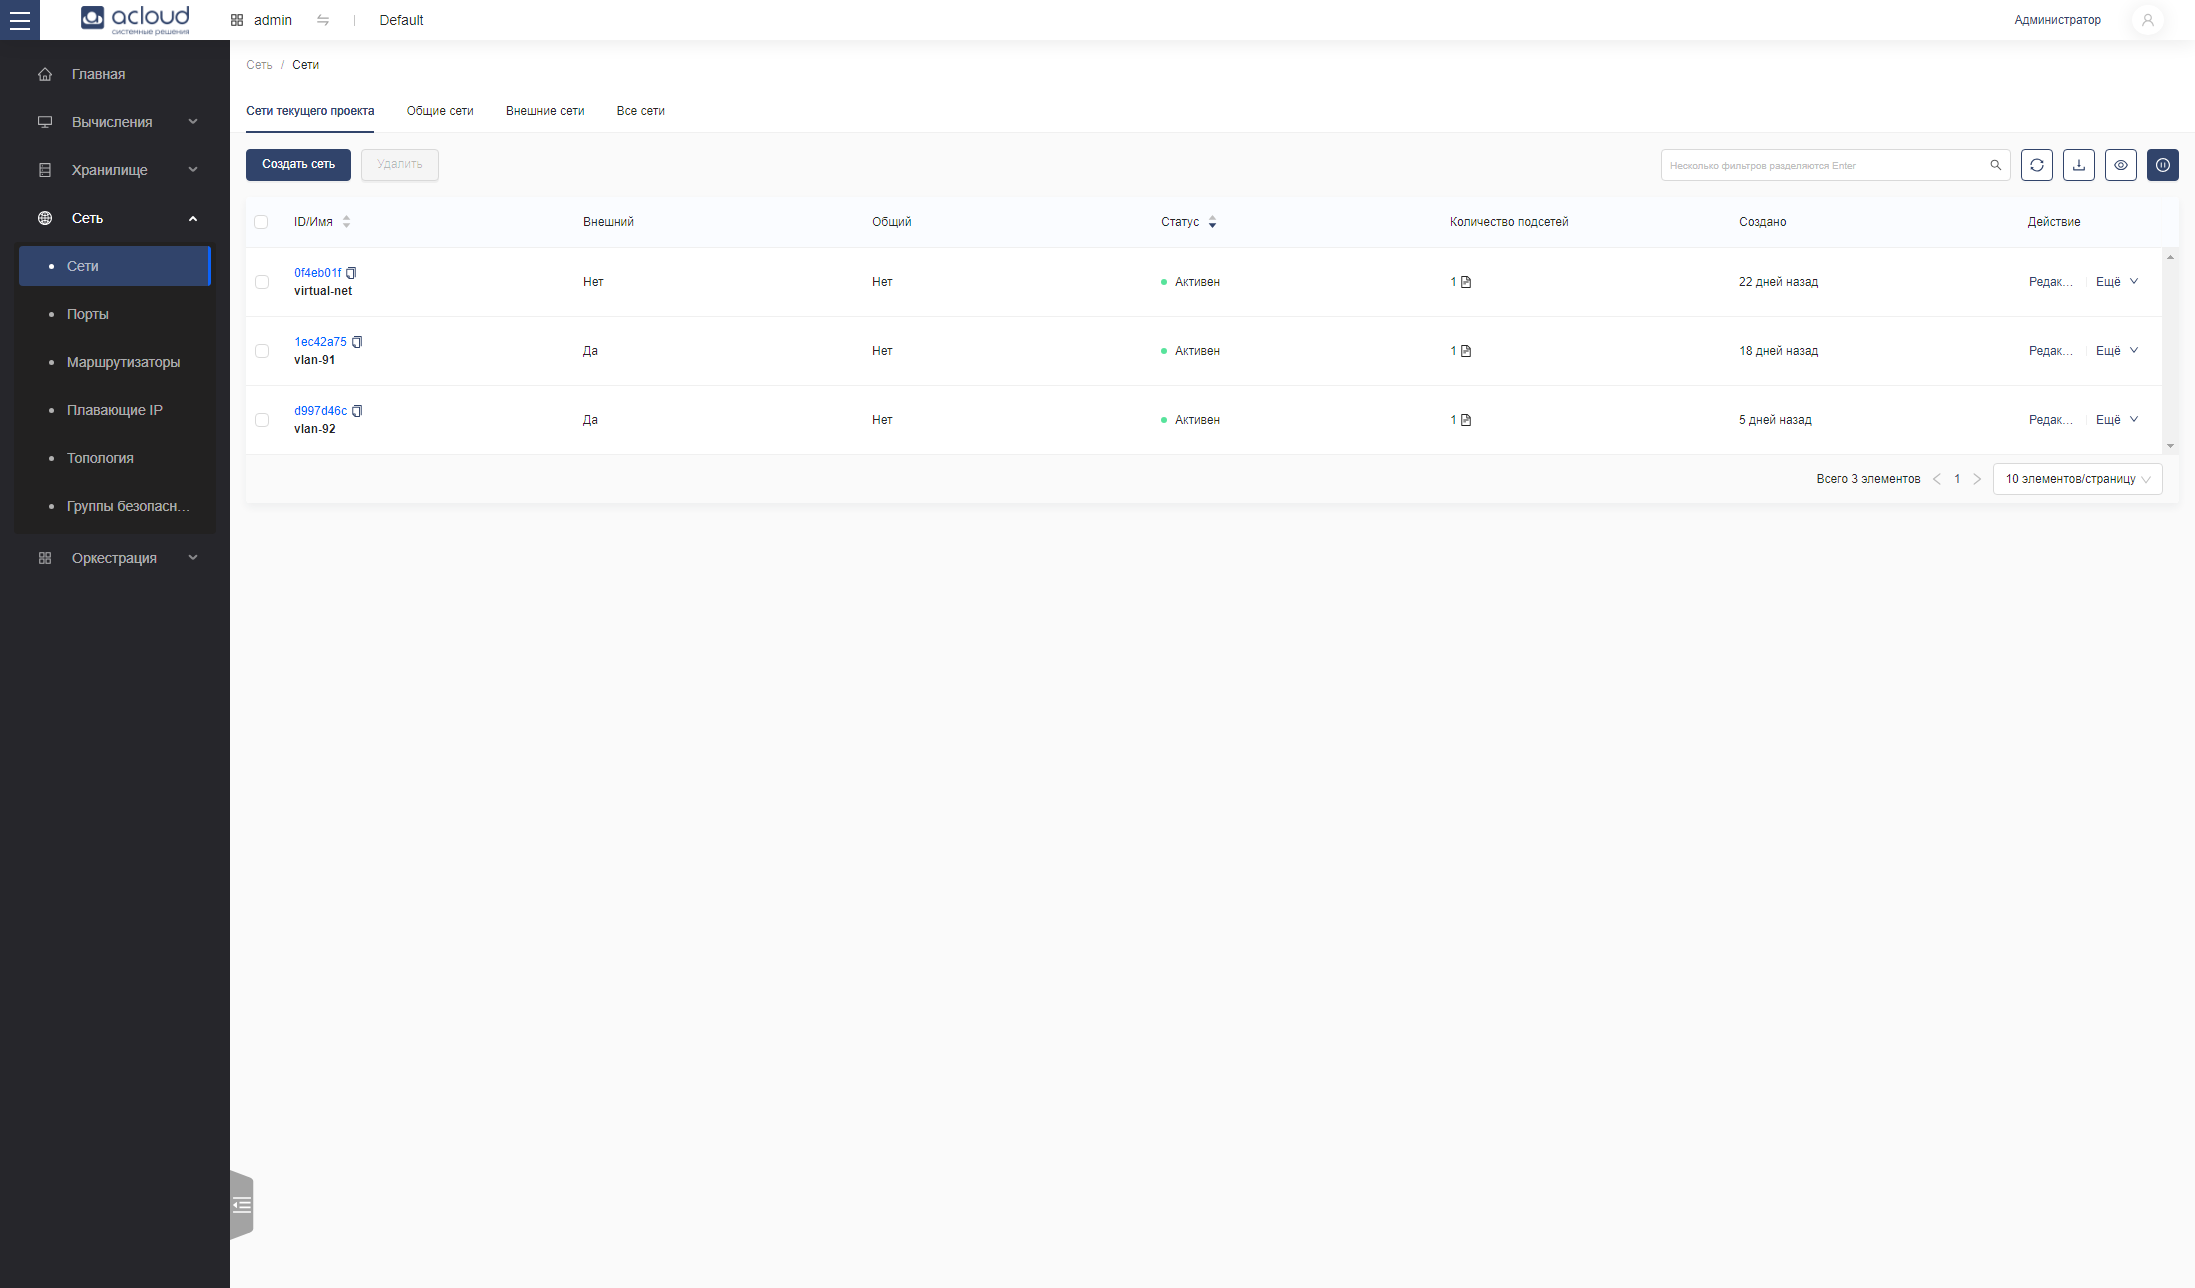 acloud
системные решения
admin
Default
Администратор
Главная
Вычисления
Хранилище
Сеть
Сети
Порты
Маршрутизаторы
Плавающие IP
Топология
Группы безопасн...
Оркестрация
Сеть / Сети
Сети текущего проекта
Общие сети
Внешние сети
Все сети
Создать сеть
Удалить
Несколько фильтров разделяются Enter
ID/Имя Внешний Общий Статус Количество подсетей Создано Действие
0f4eb01f
virtual-net
Нет Нет Активен 1 22 дней назад Редак... Ещё
1ec42a75
vlan-91
Да Нет Активен 1 18 дней назад Редак... Ещё
d997d46c
vlan-92
Да Нет Активен 1 5 дней назад Редак... Ещё
Всего 3 элементов < 1 > 10 элементов/страницу